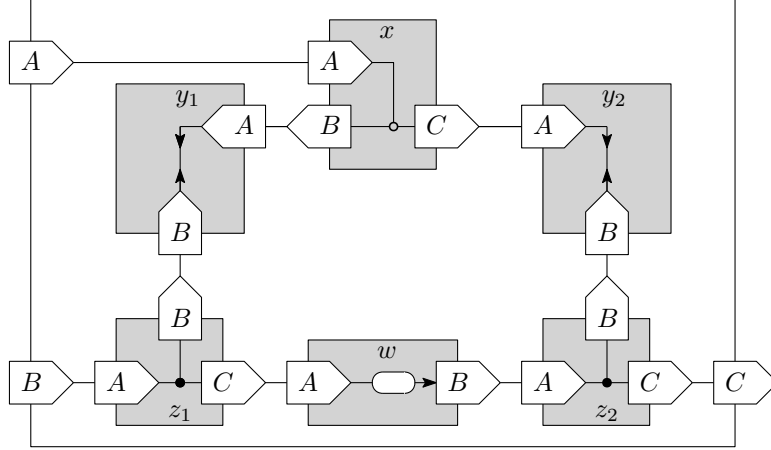 x
A A
y₁ y₂
A B C A
B B
B B
w
B A C A B A C C
z₁ z₂